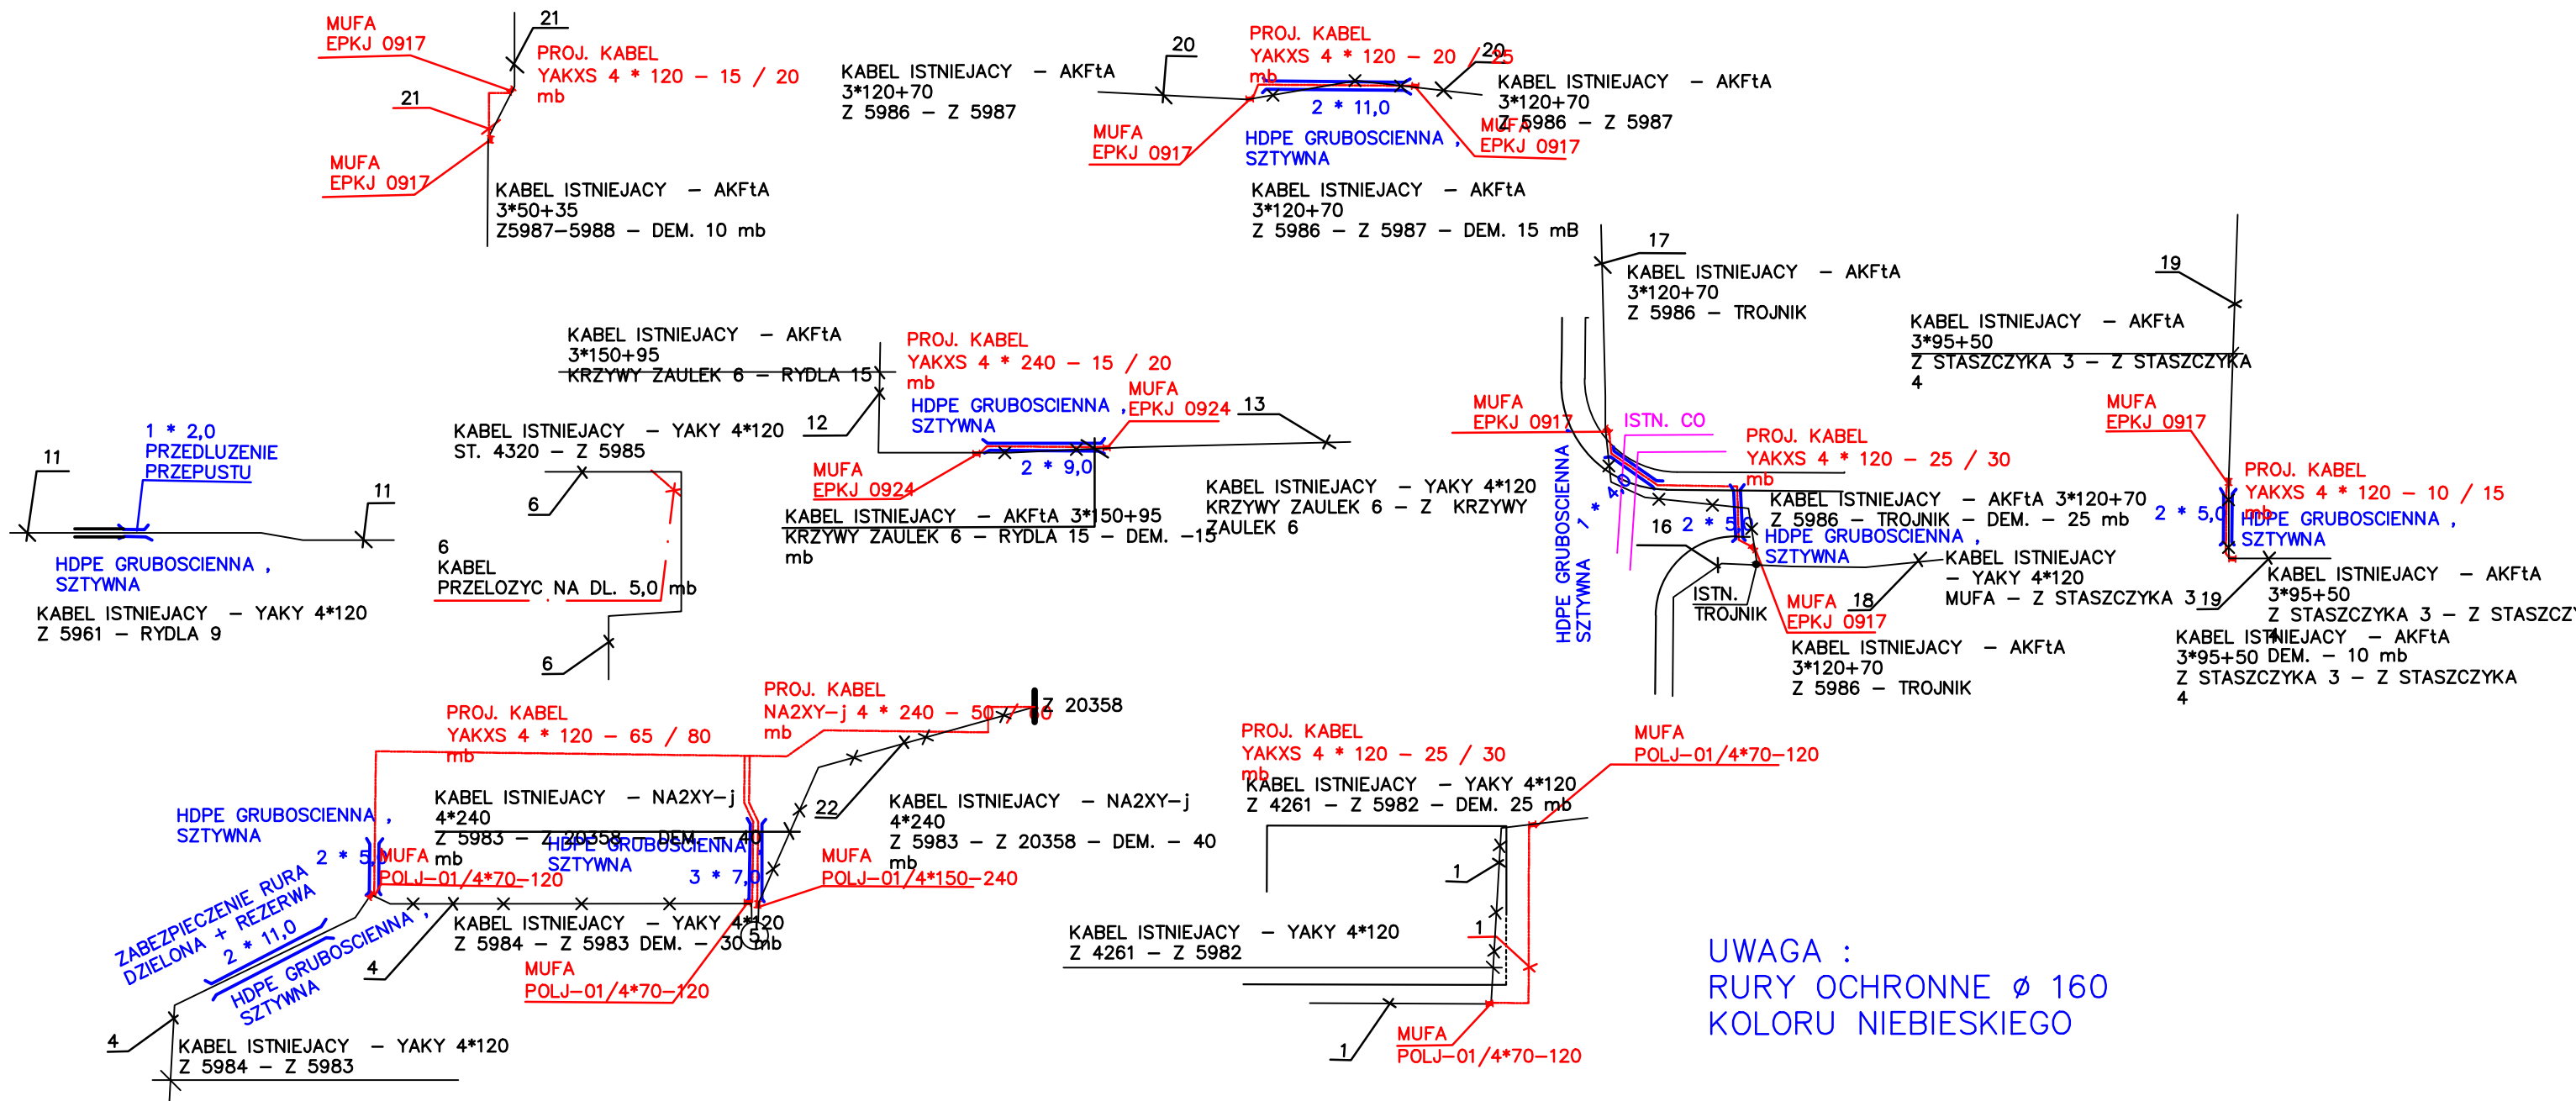 MUFA
EPKJ 0917
21
PROJ. KABEL
YAKXS 4 * 120 – 15 / 20
mb
21
MUFA
EPKJ 0917
KABEL ISTNIEJACY – AKFtA
3*50+35
Z5987–5988 – DEM. 10 mb
KABEL ISTNIEJACY – AKFtA
3*120+70
Z 5986 – Z 5987
20
PROJ. KABEL
YAKXS 4 * 120 – 20 / 25
mb
20
KABEL ISTNIEJACY – AKFtA
3*120+70
Z 5986 – Z 5987
2 * 11,0
MUFA
EPKJ 0917
HDPE GRUBOSCIENNA ,
SZTYWNA
MUFA
EPKJ 0917
KABEL ISTNIEJACY – AKFtA
3*120+70
Z 5986 – Z 5987 – DEM. 15 mB
17
KABEL ISTNIEJACY – AKFtA
3*120+70
Z 5986 – TROJNIK
19
KABEL ISTNIEJACY – AKFtA
3*95+50
Z STASZCZYKA 3 – Z STASZCZYKA
4
KABEL ISTNIEJACY – AKFtA
3*150+95
KRZYWY ZAULEK 6 – RYDLA 15
PROJ. KABEL
YAKXS 4 * 240 – 15 / 20
mb
HDPE GRUBOSCIENNA ,
SZTYWNA
MUFA
EPKJ 0924
12
13
2 * 9,0
MUFA
EPKJ 0924
KABEL ISTNIEJACY – AKFtA 3*150+95
KRZYWY ZAULEK 6 – RYDLA 15 – DEM. –15
mb
KABEL ISTNIEJACY – YAKY 4*120
KRZYWY ZAULEK 6 – Z KRZYWY
ZAULEK 6
11
1 * 2,0
PRZEDLUZENIE
PRZEPUSTU
11
HDPE GRUBOSCIENNA ,
SZTYWNA
KABEL ISTNIEJACY – YAKY 4*120
Z 5961 – RYDLA 9
KABEL ISTNIEJACY – YAKY 4*120
ST. 4320 – Z 5985
6
6
KABEL
PRZELOZYC NA DL. 5,0 mb
6
MUFA
EPKJ 0917
ISTN. CO
HDPE GRUBOSCIENNA ,
SZTYWNA 1 * 4,0
PROJ. KABEL
YAKXS 4 * 120 – 25 / 30
mb
KABEL ISTNIEJACY – AKFtA 3*120+70
Z 5986 – TROJNIK – DEM. – 25 mb
16
2 * 5,0
HDPE GRUBOSCIENNA ,
SZTYWNA
KABEL ISTNIEJACY
– YAKY 4*120
MUFA – Z STASZCZYKA 3
ISTN.
TROJNIK
18
MUFA
EPKJ 0917
KABEL ISTNIEJACY – AKFtA
3*120+70
Z 5986 – TROJNIK
MUFA
EPKJ 0917
PROJ. KABEL
YAKXS 4 * 120 – 10 / 15
mb
2 * 5,0
HDPE GRUBOSCIENNA ,
SZTYWNA
19
KABEL ISTNIEJACY – AKFtA
3*95+50
Z STASZCZYKA 3 – Z STASZCZY
4
KABEL ISTNIEJACY – AKFtA
3*95+50 DEM. – 10 mb
Z STASZCZYKA 3 – Z STASZCZYKA
4
PROJ. KABEL
YAKXS 4 * 120 – 65 / 80
mb
PROJ. KABEL
NA2XY–j 4 * 240 – 50 / 60
mb
Z 20358
HDPE GRUBOSCIENNA ,
SZTYWNA
2 * 5,0
KABEL ISTNIEJACY – NA2XY–j
4*240
Z 5983 – Z 20358 – DEM. – 40
mb
HDPE GRUBOSCIENNA ,
SZTYWNA
3 * 7,0
22
KABEL ISTNIEJACY – NA2XY–j
4*240
Z 5983 – Z 20358 – DEM. – 40
mb
MUFA
POLJ–01/4*70–120
MUFA
POLJ–01/4*150–240
ZABEZPIECZENIE RURA
DZIELONA + REZERWA
2 * 11,0
HDPE GRUBOSCIENNA ,
SZTYWNA
KABEL ISTNIEJACY – YAKY 4*120
Z 5984 – Z 5983 DEM. – 30 mb
5
4
MUFA
POLJ–01/4*70–120
4
KABEL ISTNIEJACY – YAKY 4*120
Z 5984 – Z 5983
PROJ. KABEL
YAKXS 4 * 120 – 25 / 30
mb
KABEL ISTNIEJACY – YAKY 4*120
Z 4261 – Z 5982 – DEM. 25 mb
MUFA
POLJ–01/4*70–120
1
KABEL ISTNIEJACY – YAKY 4*120
Z 4261 – Z 5982
1
1
MUFA
POLJ–01/4*70–120
UWAGA :
RURY OCHRONNE ø 160
KOLORU NIEBIESKIEGO